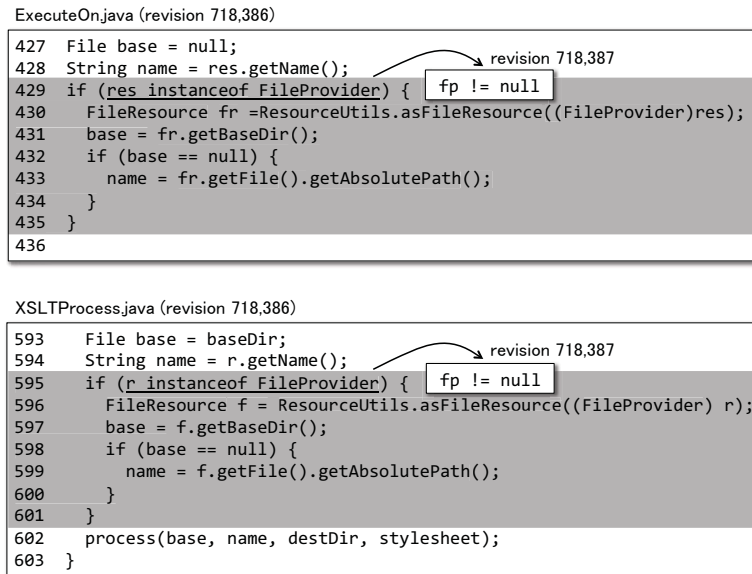 ExecuteOn.java (revision 718,386)
427 File base = null;
428 String name = res.getName();
revision 718,387
429 if (res instanceof FileProvider) {
fp != null
430 FileResource fr =ResourceUtils.asFileResource((FileProvider)res);
431 base = fr.getBaseDir();
432 if (base == null) {
433 name = fr.getFile().getAbsolutePath();
434 }
435 }
436
XSLTProcess.java (revision 718,386)
593 File base = baseDir;
594 String name = r.getName();
revision 718,387
595 if (r instanceof FileProvider) {
fp != null
596 FileResource f = ResourceUtils.asFileResource((FileProvider) r);
597 base = f.getBaseDir();
598 if (base == null) {
599 name = f.getFile().getAbsolutePath();
600 }
601 }
602 process(base, name, destDir, stylesheet);
603 }